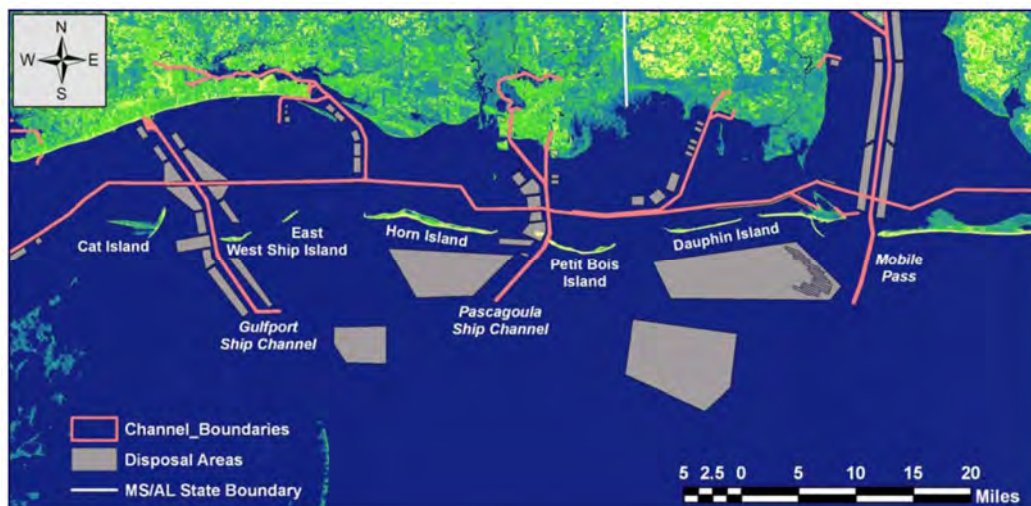 N
W E
S
Cat Island
East
West Ship Island
Horn Island
Petit Bois
Island
Dauphin Island
Mobile
Pass
Gulfport
Ship Channel
Pascagoula
Ship Channel
Channel_Boundaries
Disposal Areas
MS/AL State Boundary
5 2.5 0 5 10 15 20
Miles